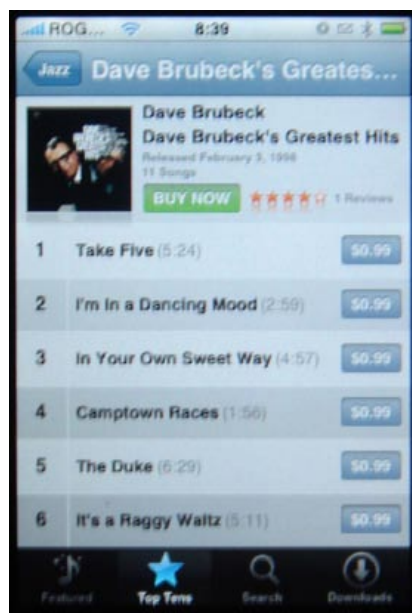 ROG... 8:39
Jazz Dave Brubeck's Greates...
Dave Brubeck
Dave Brubeck's Greatest Hits
Released February 3, 1998
11 Songs
BUY NOW 1 Reviews
1 Take Five (5:24) $0.99
2 I'm In a Dancing Mood (2:59) $0.99
3 In Your Own Sweet Way (4:57) $0.99
4 Camptown Races (1:56) $0.99
5 The Duke (6:29) $0.99
6 It's a Raggy Waltz (5:11) $0.99
Featured Top Tens Search Downloads